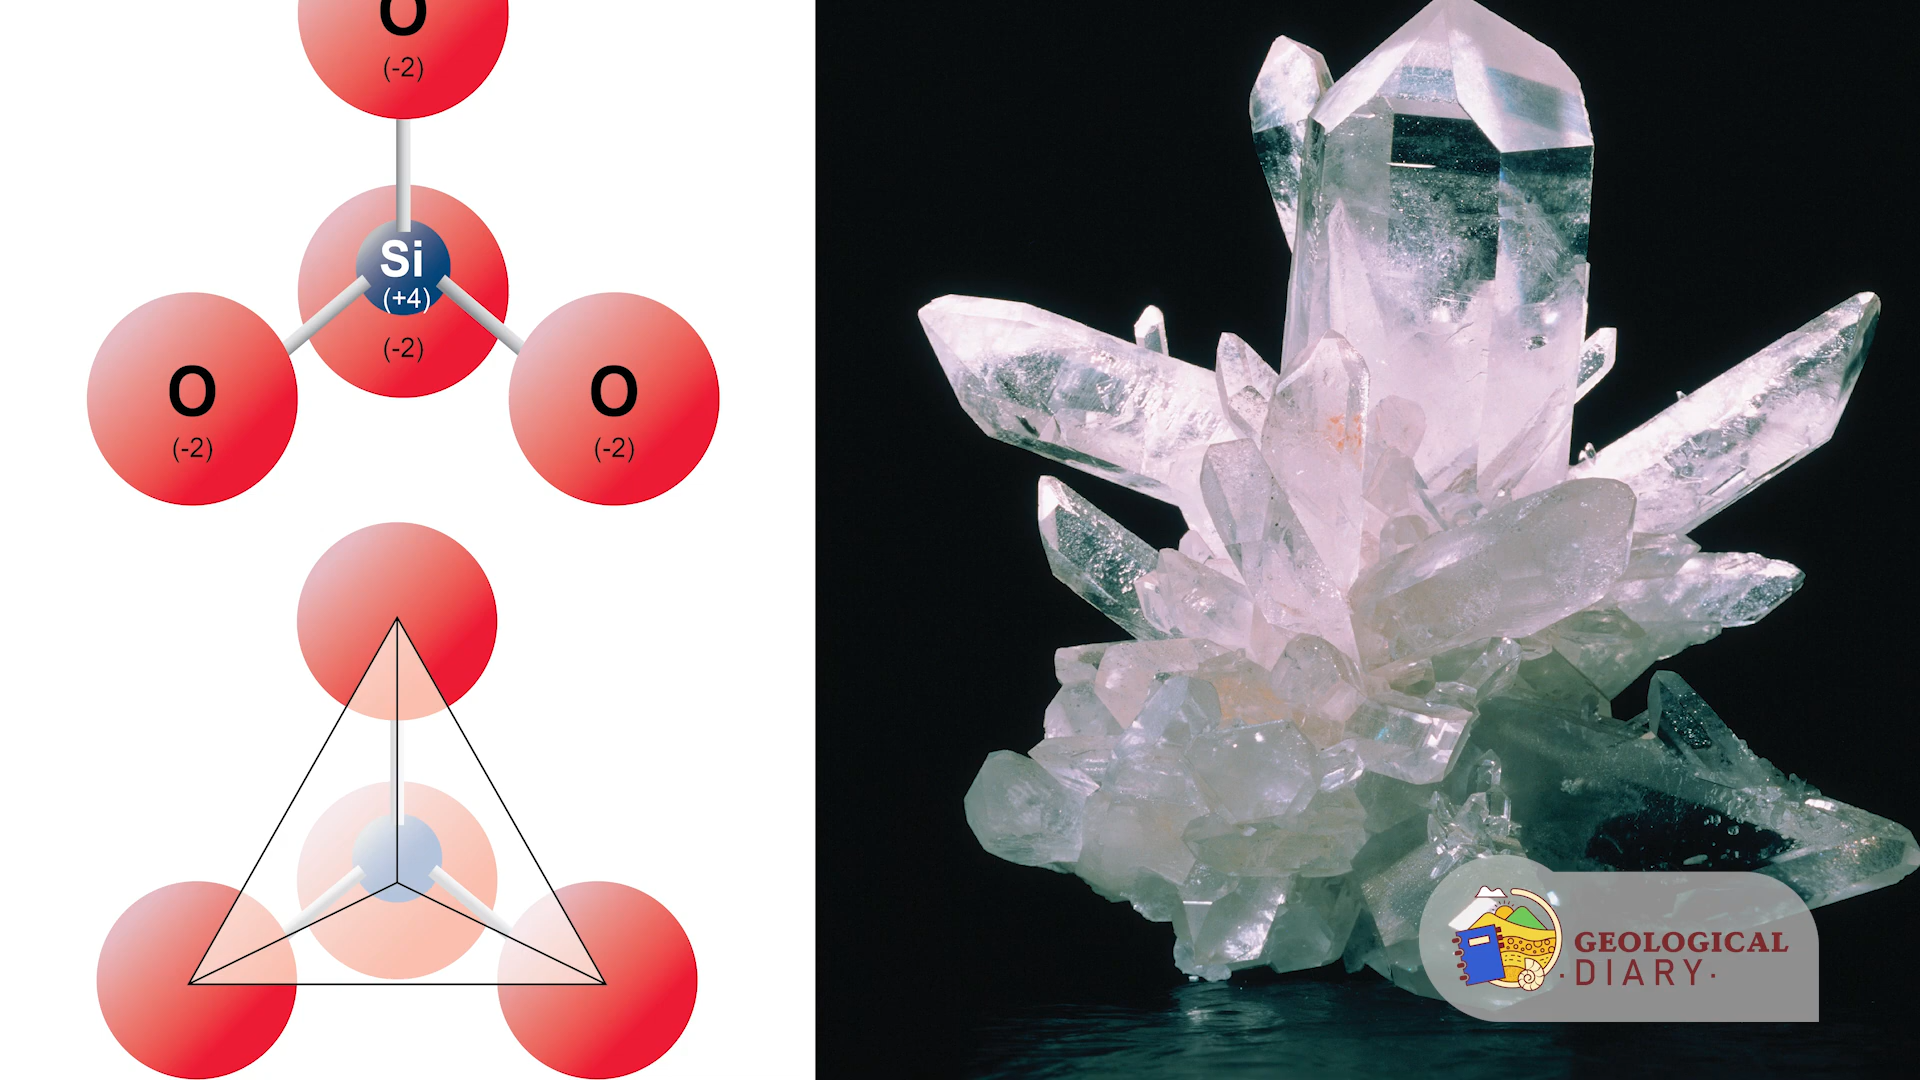 O
(-2)
Si
(+4)
(-2)
O
(-2)
O
(-2)
GEOLOGICAL
·DIARY·